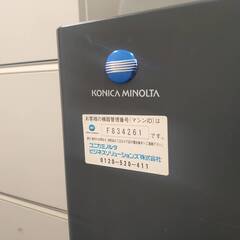 KONICA MINOLTA
お客様の機器管理番号(マシンID)は
F834261
です。
コニカミノルタ
ビジネスソリューションズ株式会社
0120-520-411